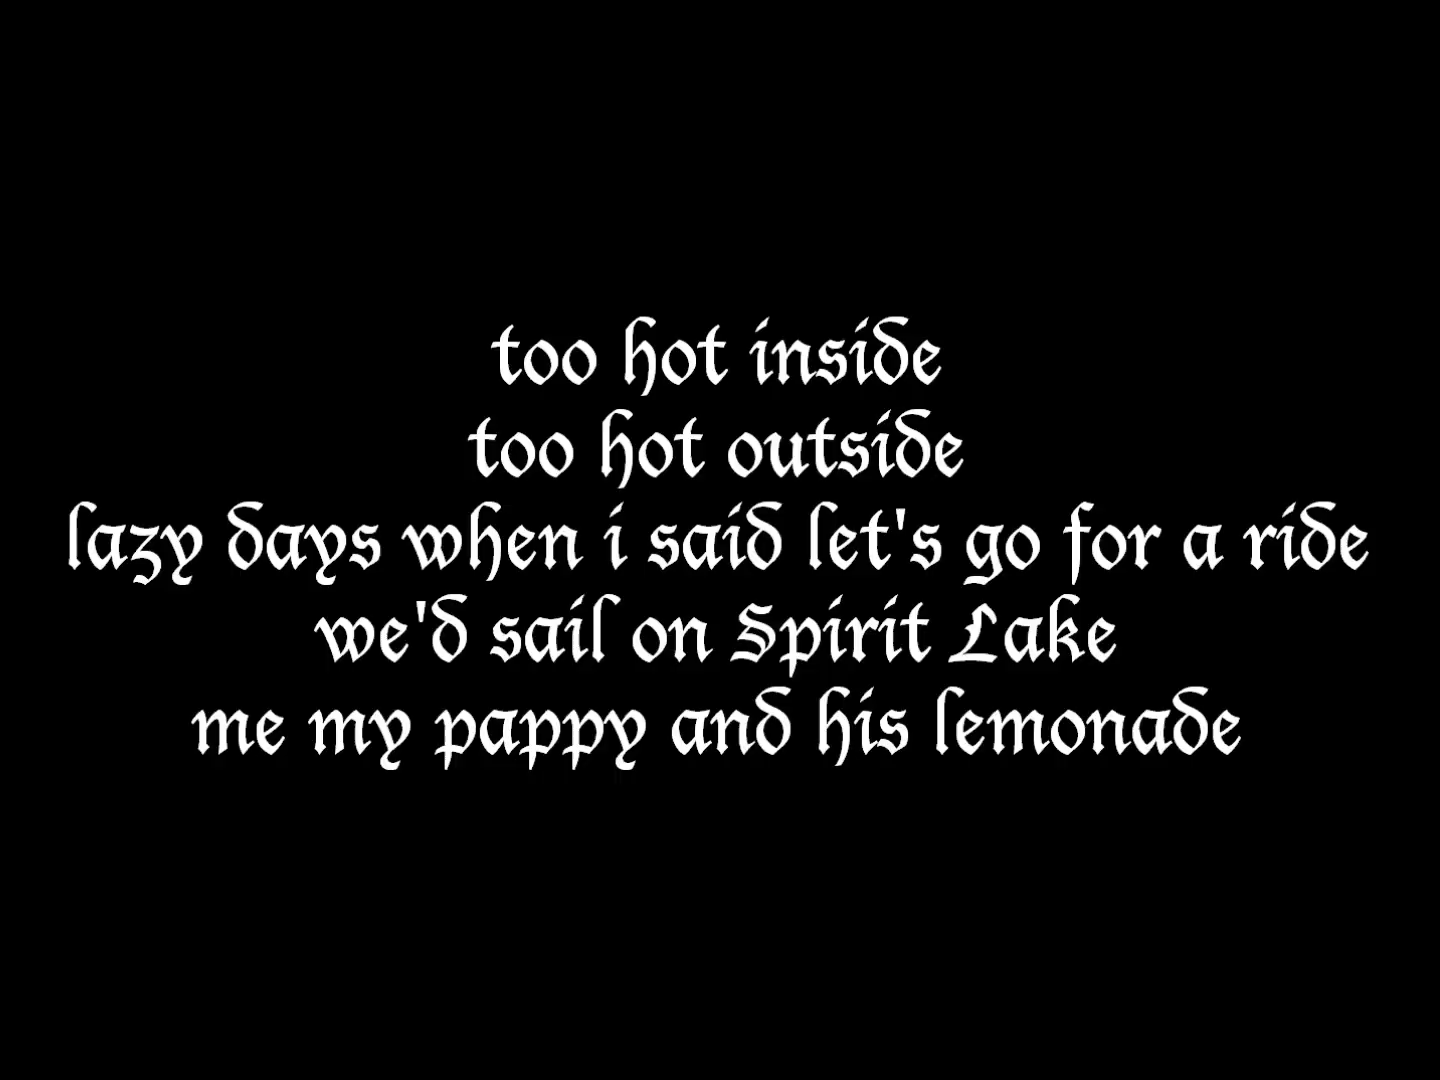 too hot inside
too hot outside
lazy days when i said let's go for a ride
we'd sail on Spirit Lake
me my pappy and his lemonade